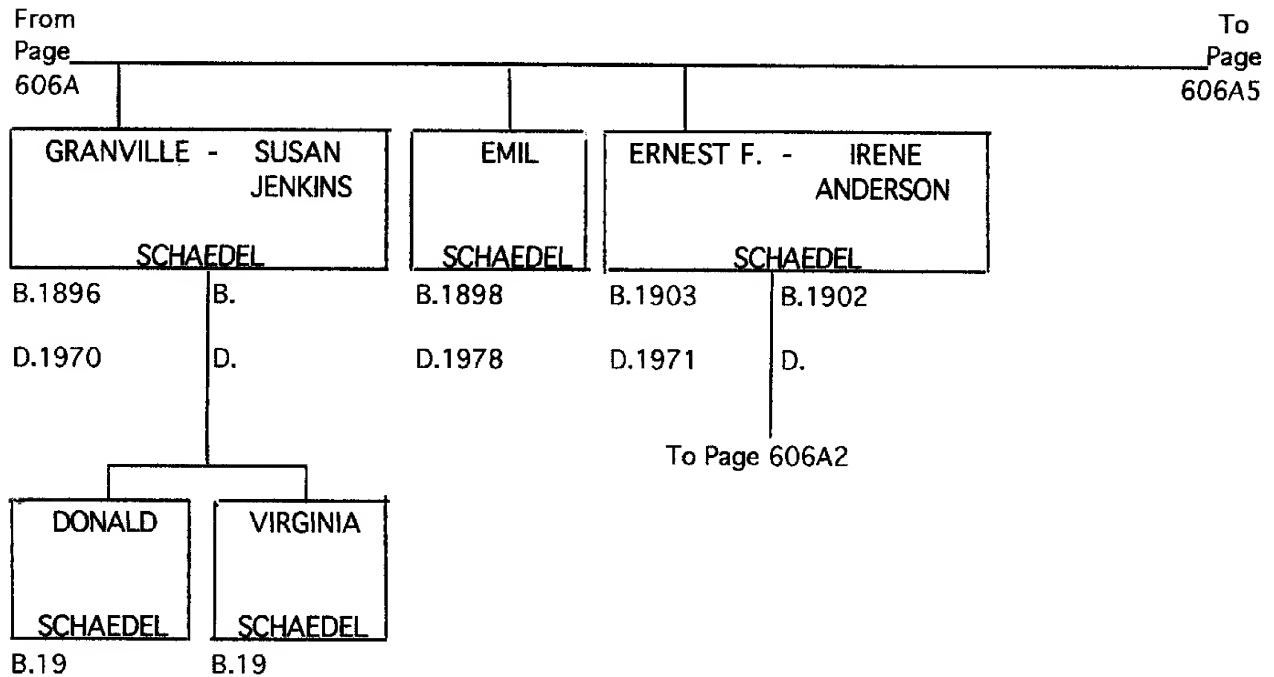 From
Page
606A
To
Page
606A5
GRANVILLE - SUSAN
JENKINS
SCHAEDEL
EMIL
SCHAEDEL
ERNEST F. - IRENE
ANDERSON
SCHAEDEL
B.1896 B.
D.1970 D.
B.1898
D.1978
B.1903 B.1902
D.1971 D.
To Page 606A2
DONALD
SCHAEDEL
B.19
VIRGINIA
SCHAEDEL
B.19